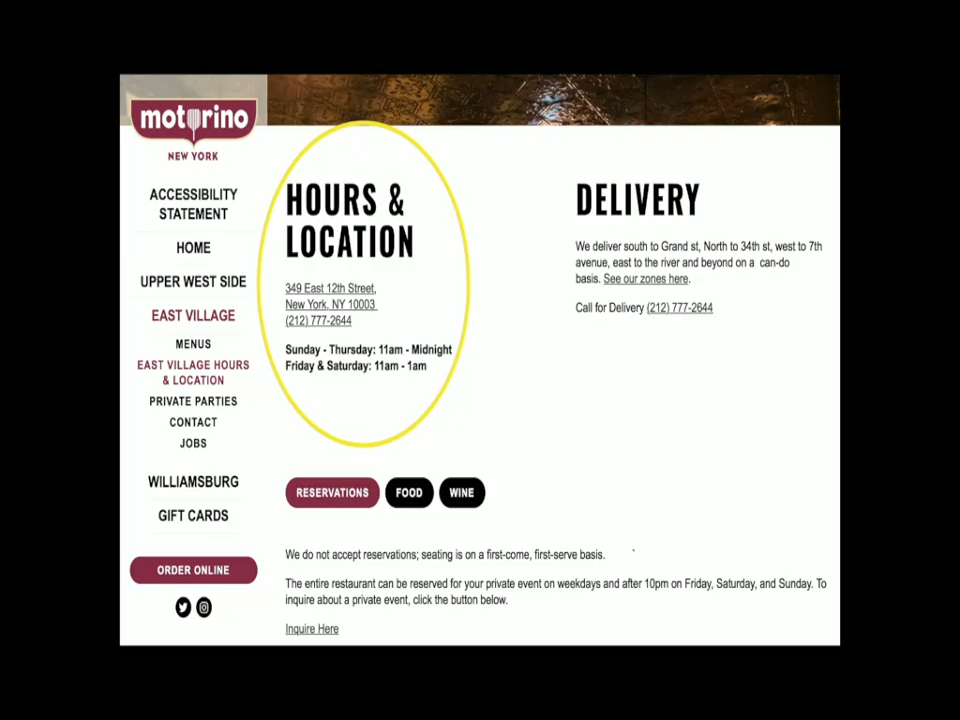 motorino
NEW YORK
ACCESSIBILITY
STATEMENT
HOME
UPPER WEST SIDE
EAST VILLAGE
MENUS
EAST VILLAGE HOURS
& LOCATION
PRIVATE PARTIES
CONTACT
JOBS
WILLIAMSBURG
GIFT CARDS
ORDER ONLINE
HOURS &
LOCATION
349 East 12th Street,
New York, NY 10003
(212) 777-2644
Sunday - Thursday: 11am - Midnight
Friday & Saturday: 11am - 1am
DELIVERY
We deliver south to Grand st, North to 34th st, west to 7th
avenue, east to the river and beyond on a can-do
basis. See our zones here.
Call for Delivery (212) 777-2644
RESERVATIONS
FOOD
WINE
We do not accept reservations; seating is on a first-come, first-serve basis.
The entire restaurant can be reserved for your private event on weekdays and after 10pm on Friday, Saturday, and Sunday. To
inquire about a private event, click the button below.
Inquire Here